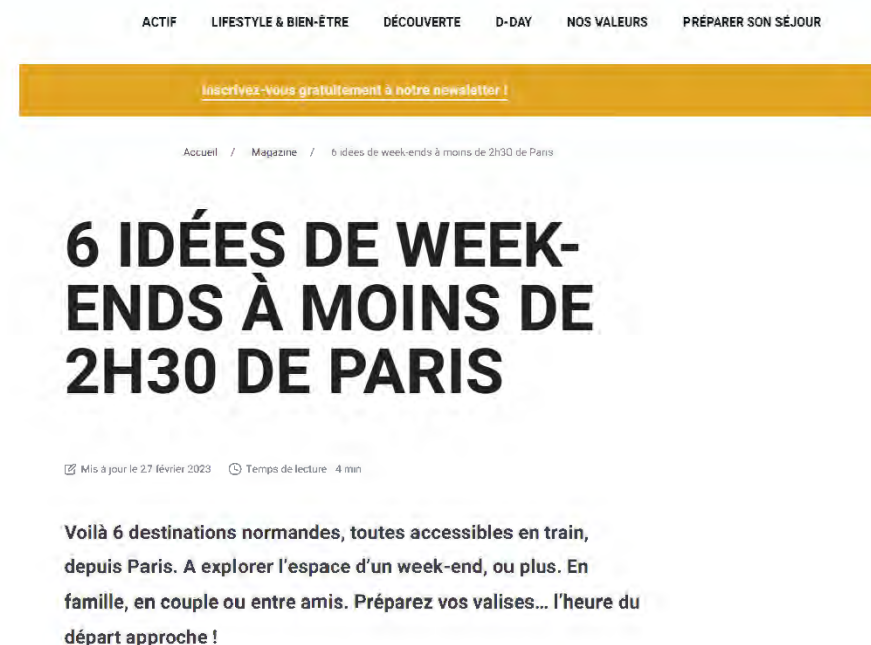 ACTIF LIFESTYLE & BIEN-ÊTRE DÉCOUVERTE D-DAY NOS VALEURS PRÉPARER SON SÉJOUR
Inscrivez-vous gratuitement à notre newsletter !
Accueil / Magazine / 6 idees de week-ends à moins de 2h30 de Paris
6 IDÉES DE WEEK-
ENDS À MOINS DE
2H30 DE PARIS
Mis à jour le 27 février 2023 Temps de lecture 4 min
Voilà 6 destinations normandes, toutes accessibles en train,
depuis Paris. A explorer l'espace d'un week-end, ou plus. En
famille, en couple ou entre amis. Préparez vos valises… l'heure du
départ approche !